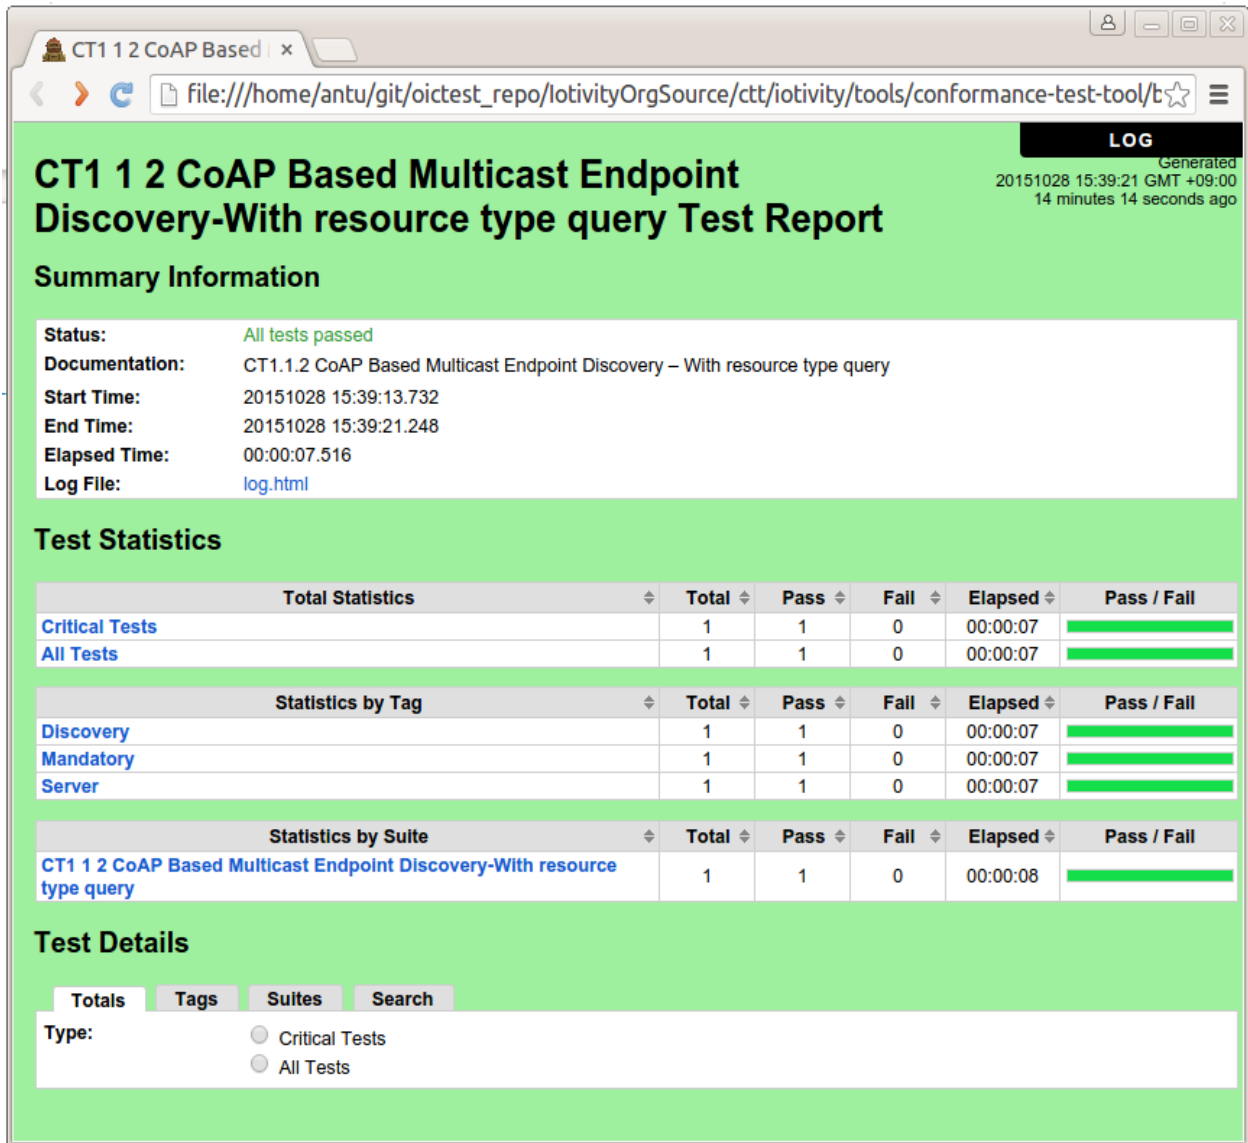 CT1 1 2 CoAP Based
file:///home/antu/git/oictest_repo/IotivityOrgSource/ctt/iotivity/tools/conformance-test-tool/b
LOG
Generated
20151028 15:39:21 GMT +09:00
14 minutes 14 seconds ago
CT1 1 2 CoAP Based Multicast Endpoint
Discovery-With resource type query Test Report
Summary Information
Status: All tests passed
Documentation: CT1.1.2 CoAP Based Multicast Endpoint Discovery – With resource type query
Start Time: 20151028 15:39:13.732
End Time: 20151028 15:39:21.248
Elapsed Time: 00:00:07.516
Log File: log.html
Test Statistics
Total Statistics Total Pass Fail Elapsed Pass / Fail
Critical Tests 1 1 0 00:00:07
All Tests 1 1 0 00:00:07
Statistics by Tag Total Pass Fail Elapsed Pass / Fail
Discovery 1 1 0 00:00:07
Mandatory 1 1 0 00:00:07
Server 1 1 0 00:00:07
Statistics by Suite Total Pass Fail Elapsed Pass / Fail
CT1 1 2 CoAP Based Multicast Endpoint Discovery-With resource
type query 1 1 0 00:00:08
Test Details
Totals Tags Suites Search
Type: Critical Tests
All Tests